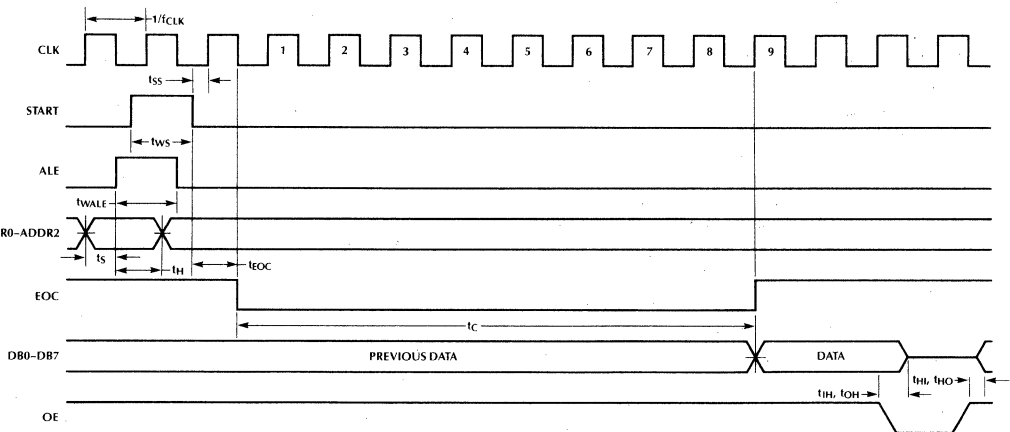 1/fCLK
CLK
1 2 3 4 5 6 7 8 9
tSS
START
tWS
ALE
tWALE
R0–ADDR2
tS
tH
tEOC
EOC
tC
DB0–DB7
PREVIOUS DATA
DATA
tHI, tHO
tIH, tOH
OE